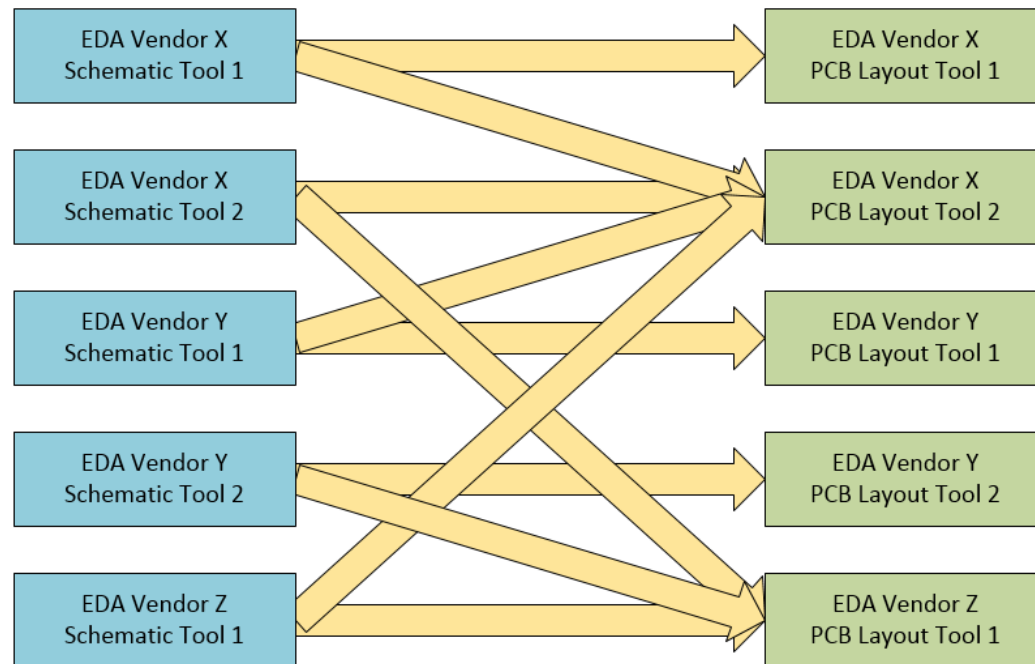 EDA Vendor X
Schematic Tool 1
EDA Vendor X
PCB Layout Tool 1
EDA Vendor X
Schematic Tool 2
EDA Vendor X
PCB Layout Tool 2
EDA Vendor Y
Schematic Tool 1
EDA Vendor Y
PCB Layout Tool 1
EDA Vendor Y
Schematic Tool 2
EDA Vendor Y
PCB Layout Tool 2
EDA Vendor Z
Schematic Tool 1
EDA Vendor Z
PCB Layout Tool 1